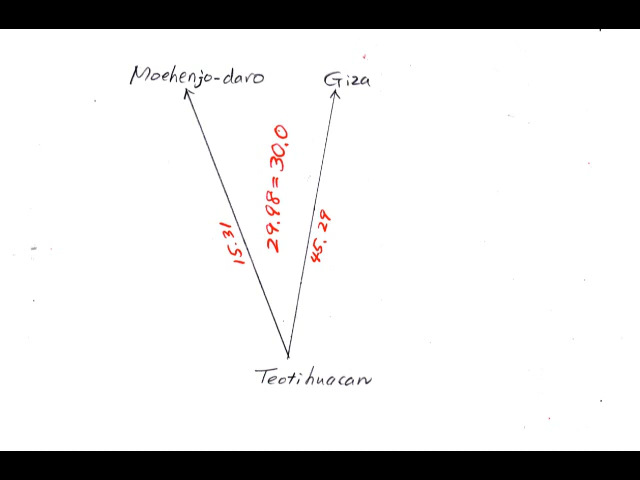 Moehenjo-daro
Giza
15.31
29.98 = 30.0
45.29
Teotihuacan